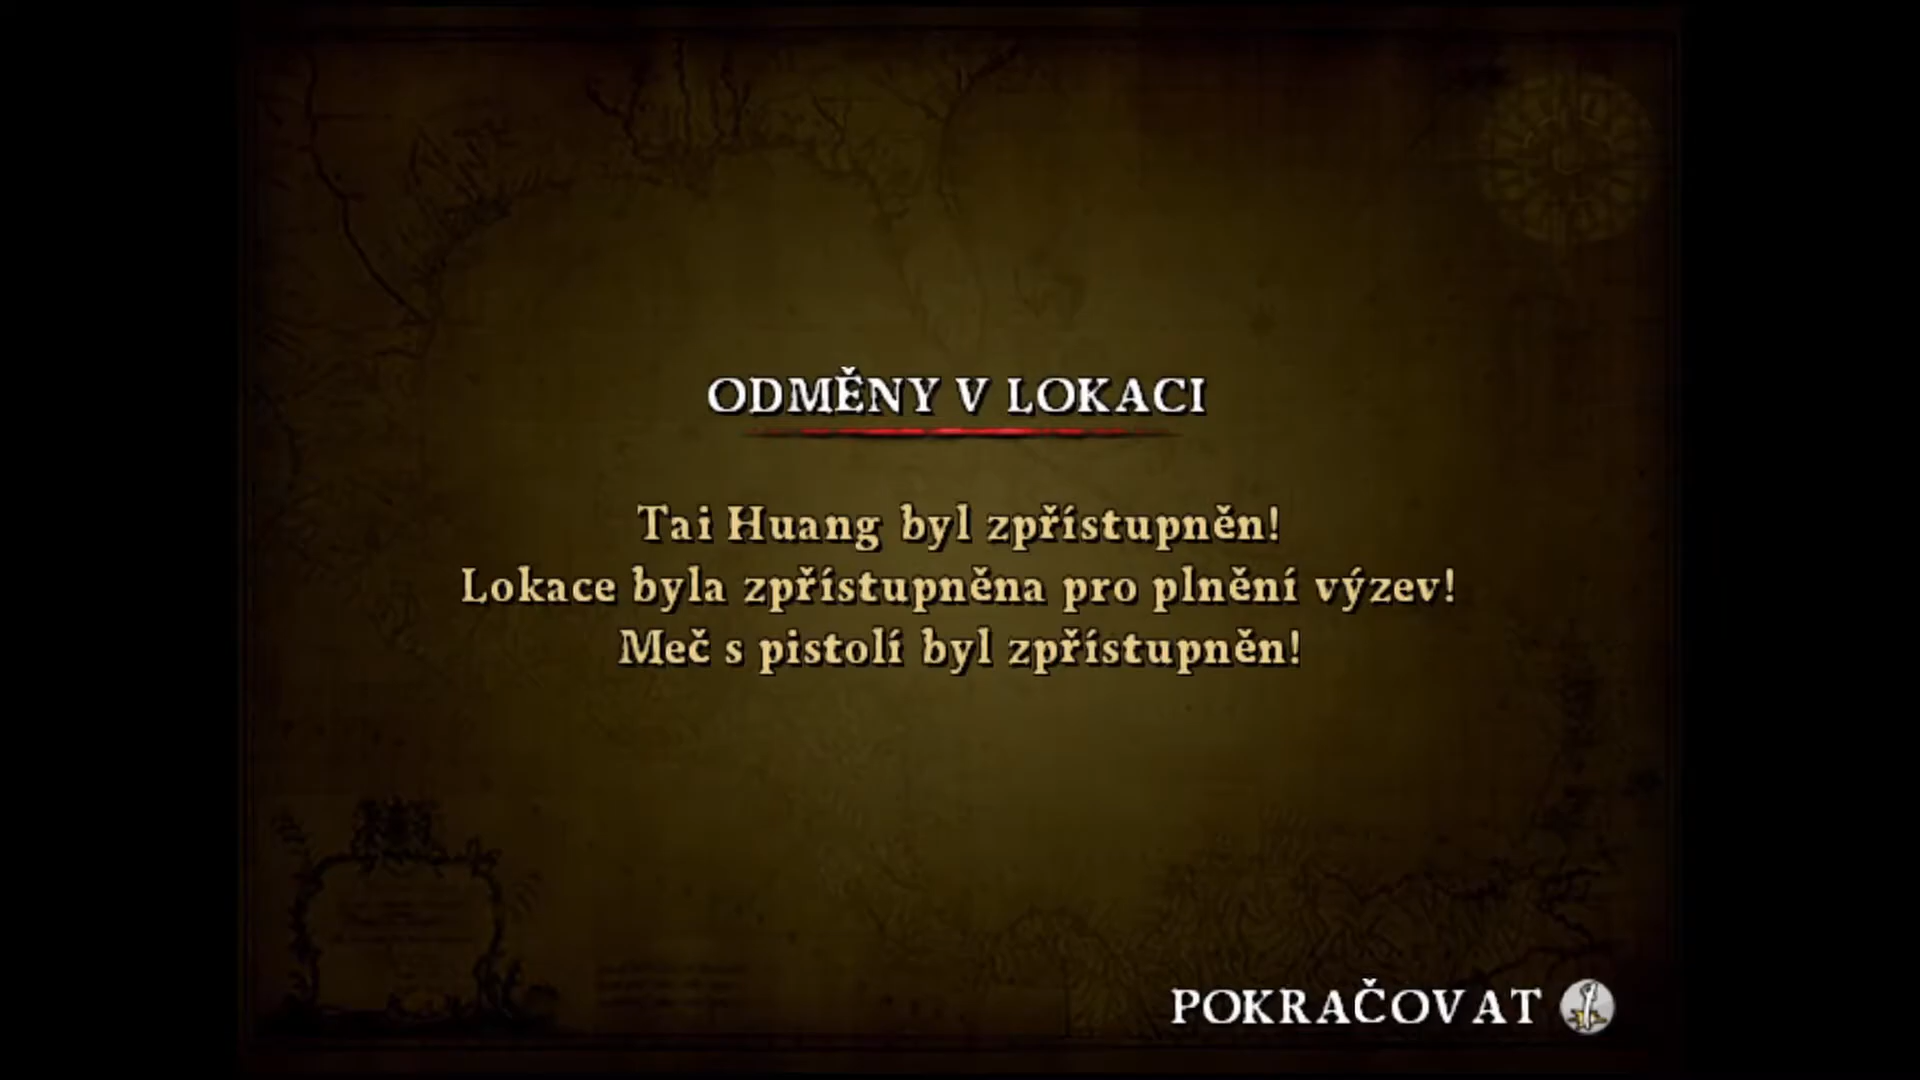 ODMĚNY V LOKACI
Tai Huang byl zpřístupněn!
Lokace byla zpřístupněna pro plnění výzev!
Meč s pistolí byl zpřístupněn!
POKRAČOVAT